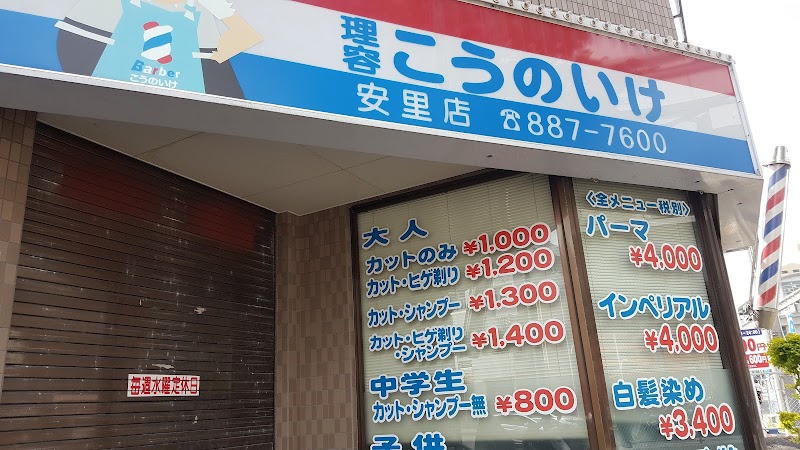 Barber
こうのいけ
理容 こうのいけ
安里店 ☎887-7600
大人
カットのみ ¥1,000
カット・ヒゲ剃り ¥1,200
カット・シャンプー ¥1,300
カット・ヒゲ剃り
・シャンプー ¥1,400
中学生
カット・シャンプー無 ¥800
子供
〈全メニュー税別〉
パーマ
¥4,000
インペリアル
¥4,000
白髪染め
¥3,400
毎週水曜定休日